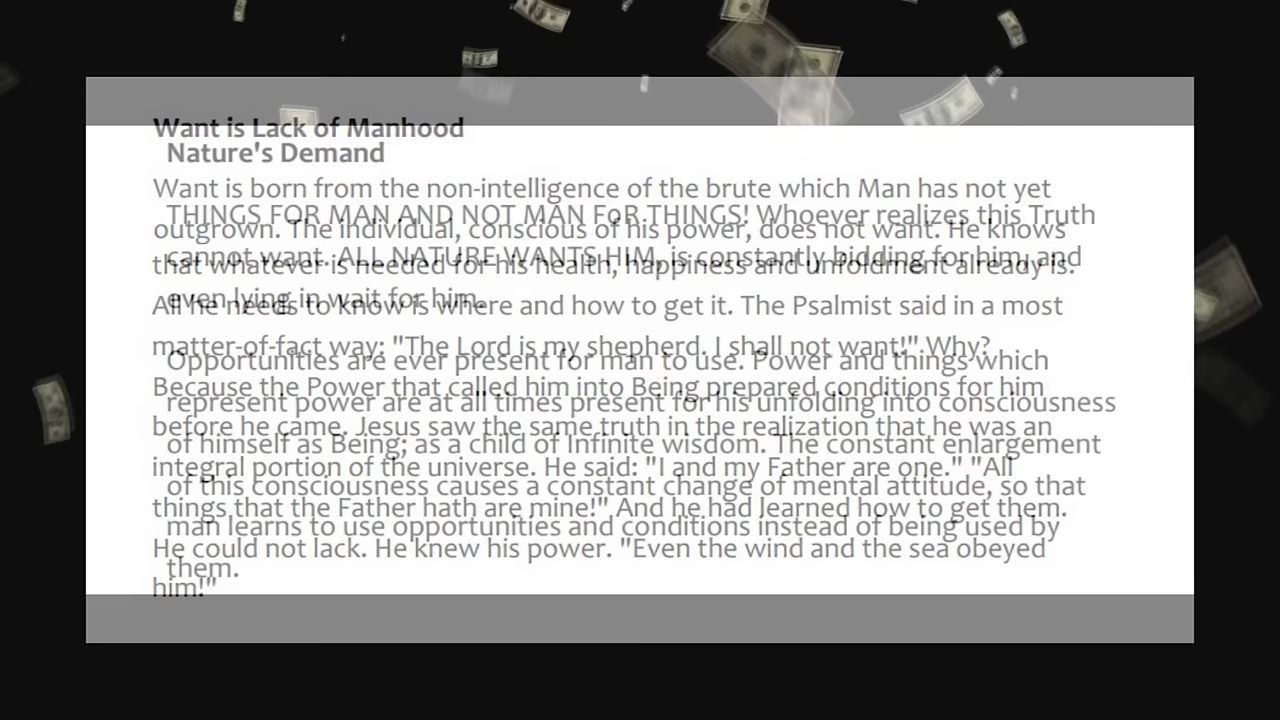 Want is Lack of Manhood
Want is born from the non-intelligence of the brute which Man has not yet
outgrown. The individual, conscious of his power, does not want. He knows
that whatever is needed for his health, happiness and unfoldment already is.
All he needs to know is where and how to get it. The Psalmist said in a most
matter-of-fact way: "The Lord is my shepherd. I shall not want!" Why?
Because the Power that called him into Being prepared conditions for him
before he came. Jesus saw the same truth in the realization that he was an
integral portion of the universe. He said: "I and my Father are one." "All
things that the Father hath are mine!" And he had learned how to get them.
He could not lack. He knew his power. "Even the wind and the sea obeyed
him!"
Nature's Demand
THINGS FOR MAN AND NOT MAN FOR THINGS! Whoever realizes this Truth
cannot want. ALL NATURE WANTS HIM, is constantly bidding for him, and
even lying in wait for him.
Opportunities are ever present for man to use. Power and things which
represent power are at all times present for his unfolding into consciousness
of himself as Being; as a child of Infinite wisdom. The constant enlargement
of this consciousness causes a constant change of mental attitude, so that
man learns to use opportunities and conditions instead of being used by
them.